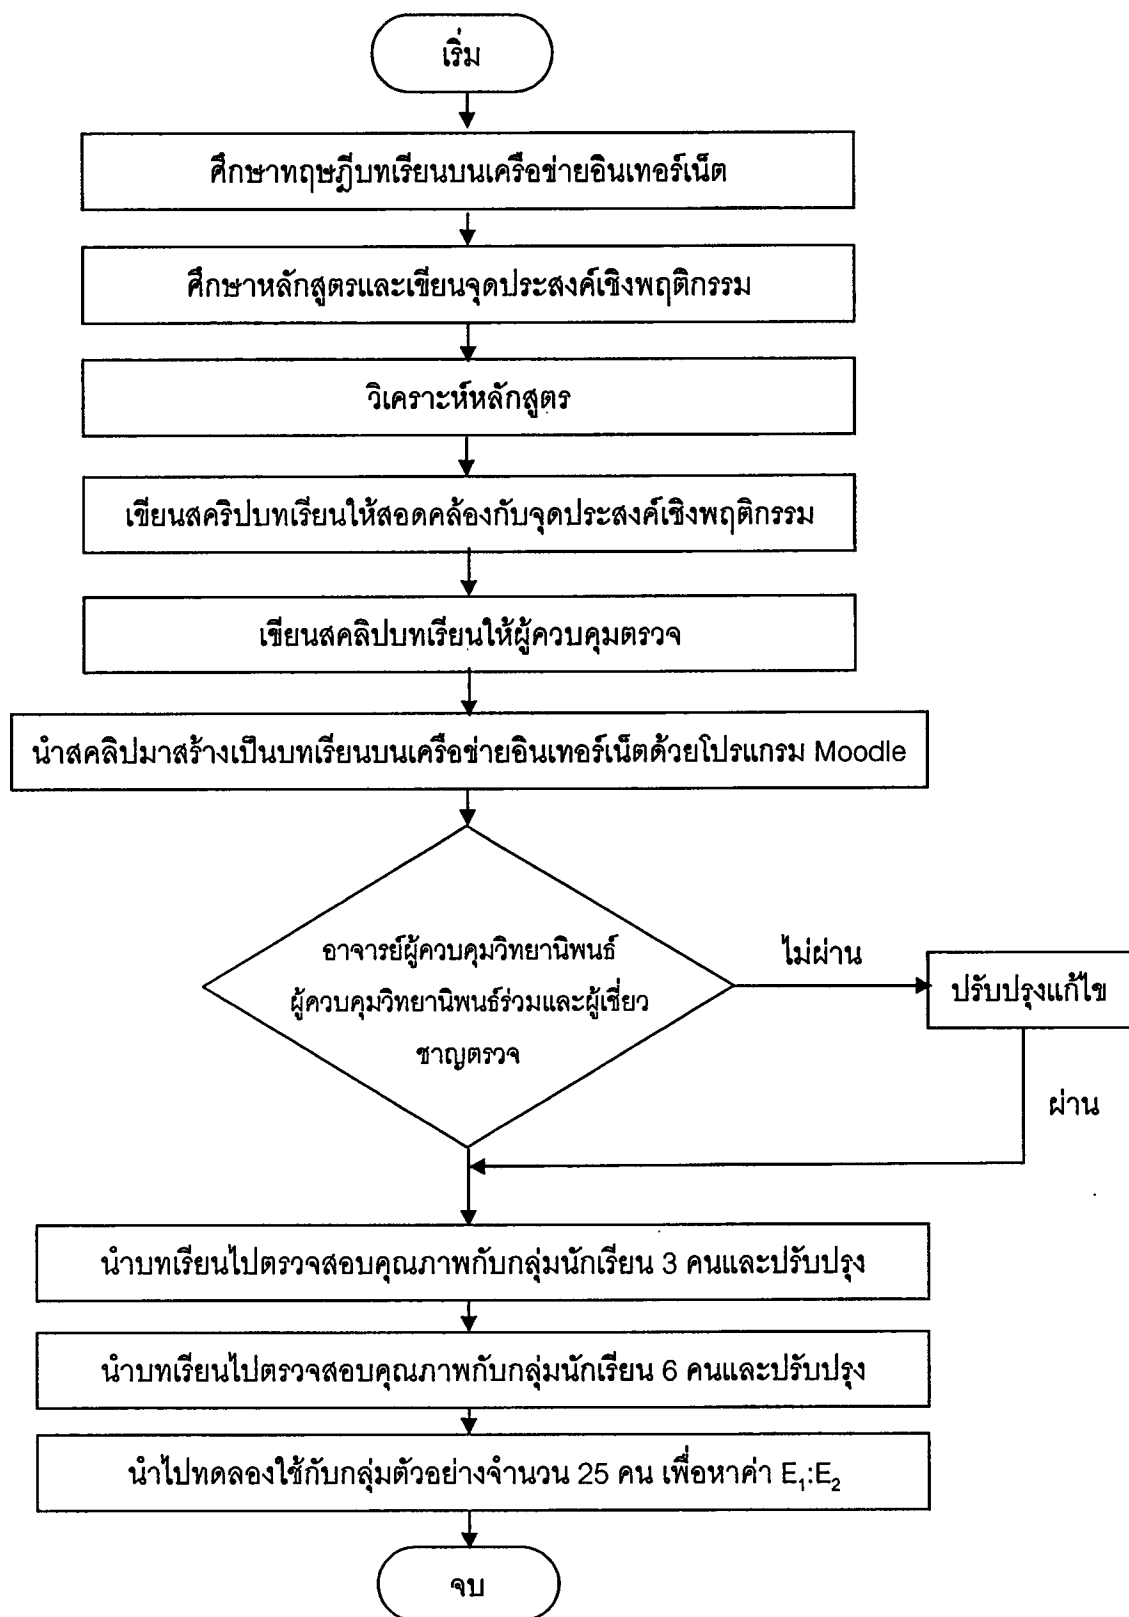 เริ่ม
ศึกษาทฤษฎีบทเรียนบนเครือข่ายอินเทอร์เน็ต
ศึกษาหลักสูตรและเขียนจุดประสงค์เชิงพฤติกรรม
วิเคราะห์หลักสูตร
เขียนสคริปบทเรียนให้สอดคล้องกับจุดประสงค์เชิงพฤติกรรม
เขียนสคลิปบทเรียนให้ผู้ควบคุมตรวจ
นำสคลิปมาสร้างเป็นบทเรียนบนเครือข่ายอินเทอร์เน็ตด้วยโปรแกรม Moodle
อาจารย์ผู้ควบคุมวิทยานิพนธ์
ผู้ควบคุมวิทยานิพนธ์ร่วมและผู้เชี่ยว
ชาญตรวจ
ไม่ผ่าน
ปรับปรุงแก้ไข
ผ่าน
นำบทเรียนไปตรวจสอบคุณภาพกับกลุ่มนักเรียน 3 คนและปรับปรุง
นำบทเรียนไปตรวจสอบคุณภาพกับกลุ่มนักเรียน 6 คนและปรับปรุง
นำไปทดลองใช้กับกลุ่มตัวอย่างจำนวน 25 คน เพื่อหาค่า E₁:E₂
จบ